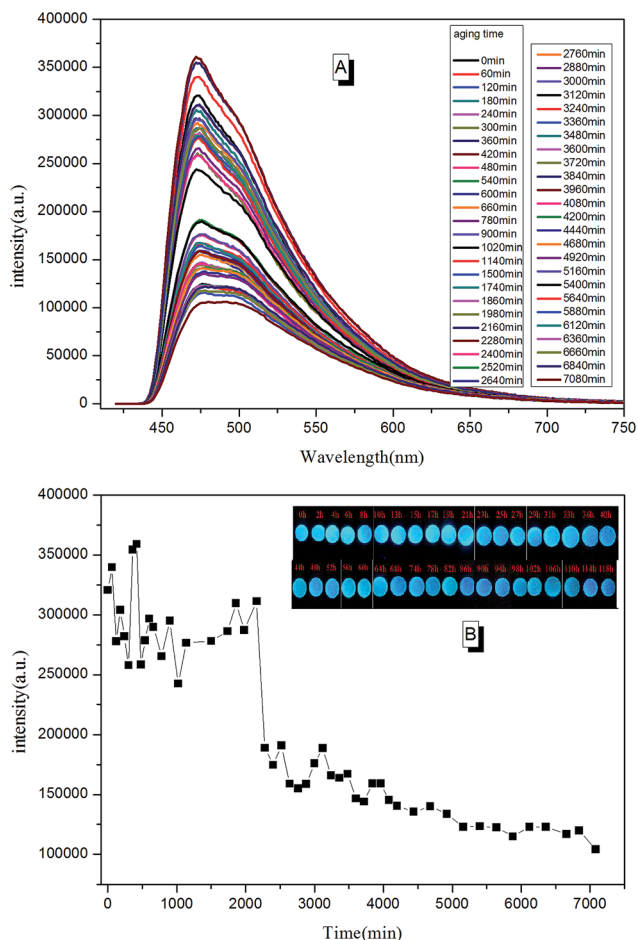 400000
350000
300000
250000
200000
150000
100000
50000
0
intensity(a.u.)
A
aging time
0min
60min
120min
180min
240min
300min
360min
420min
480min
540min
600min
660min
780min
900min
1020min
1140min
1500min
1740min
1860min
1980min
2160min
2280min
2400min
2520min
2640min
2760min
2880min
3000min
3120min
3240min
3360min
3480min
3600min
3720min
3840min
3960min
4080min
4200min
4440min
4680min
4920min
5160min
5400min
5640min
5880min
6120min
6360min
6660min
6840min
7080min
450 500 550 600 650 700 750
Wavelength(nm)
400000
350000
300000
250000
200000
150000
100000
intensity(a.u.)
0h 2h 4h 6h 8h 10h 13h 15h 17h 19h 21h 23h 25h 27h 29h 31h 33h 36h 40h
44h 48h 52h 56h 60h 64h 68h 74h 78h 82h 86h 90h 94h 98h 102h 106h 110h 114h 118h
B
0 1000 2000 3000 4000 5000 6000 7000
Time(min)